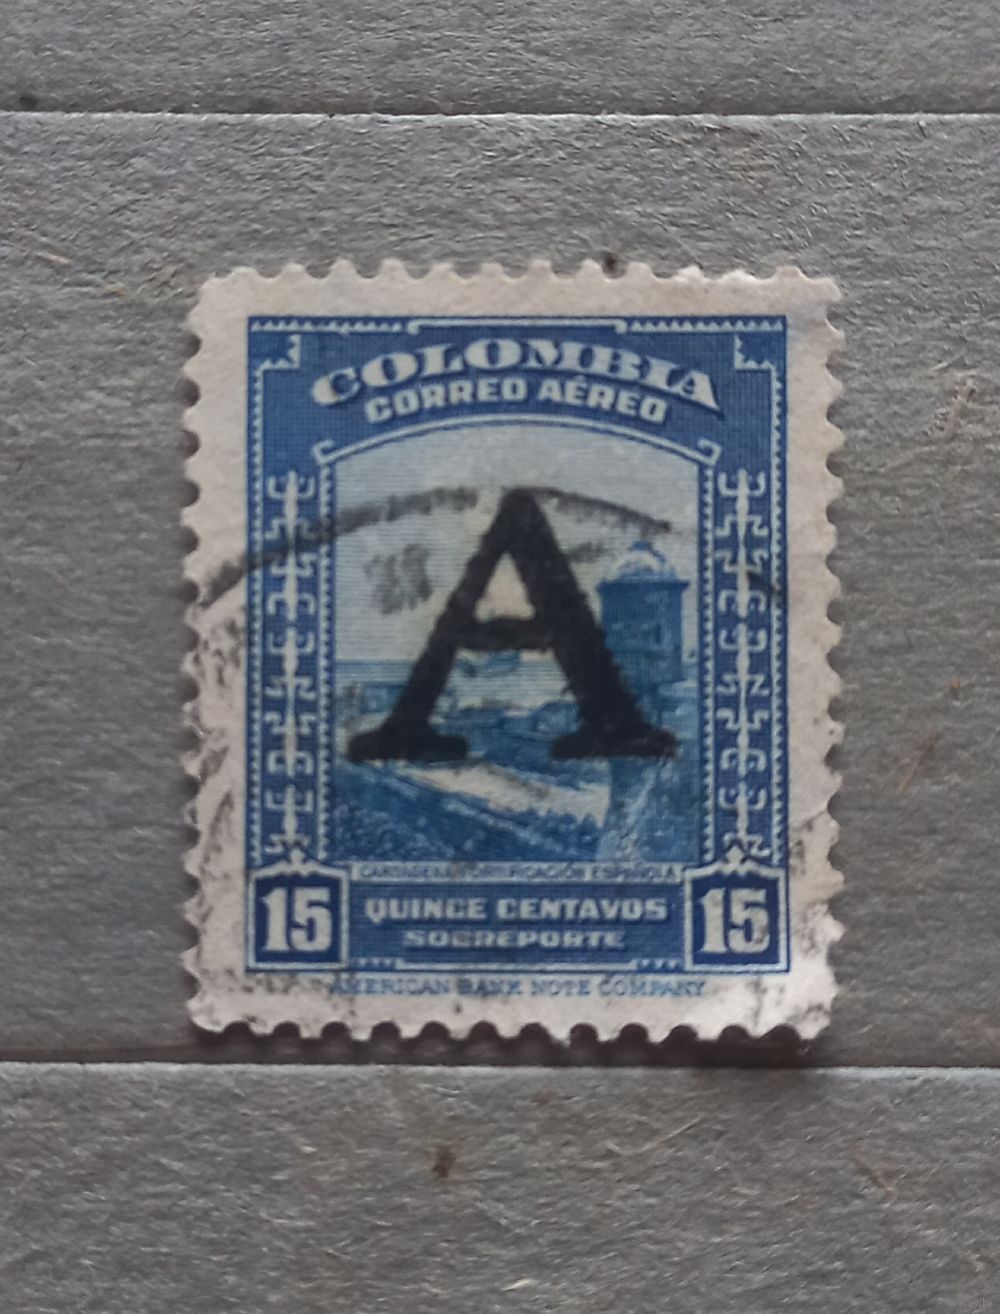 COLOMBIA
CORREO AÉREO
A
CARTAGENA, FORTIFICACIÓN ESPAÑOLA
15 QUINCE CENTAVOS 15
SOBREPORTE
AMERICAN BANK NOTE COMPANY